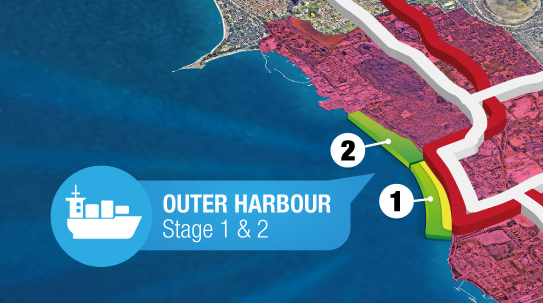 2
1
OUTER HARBOUR
Stage 1 & 2